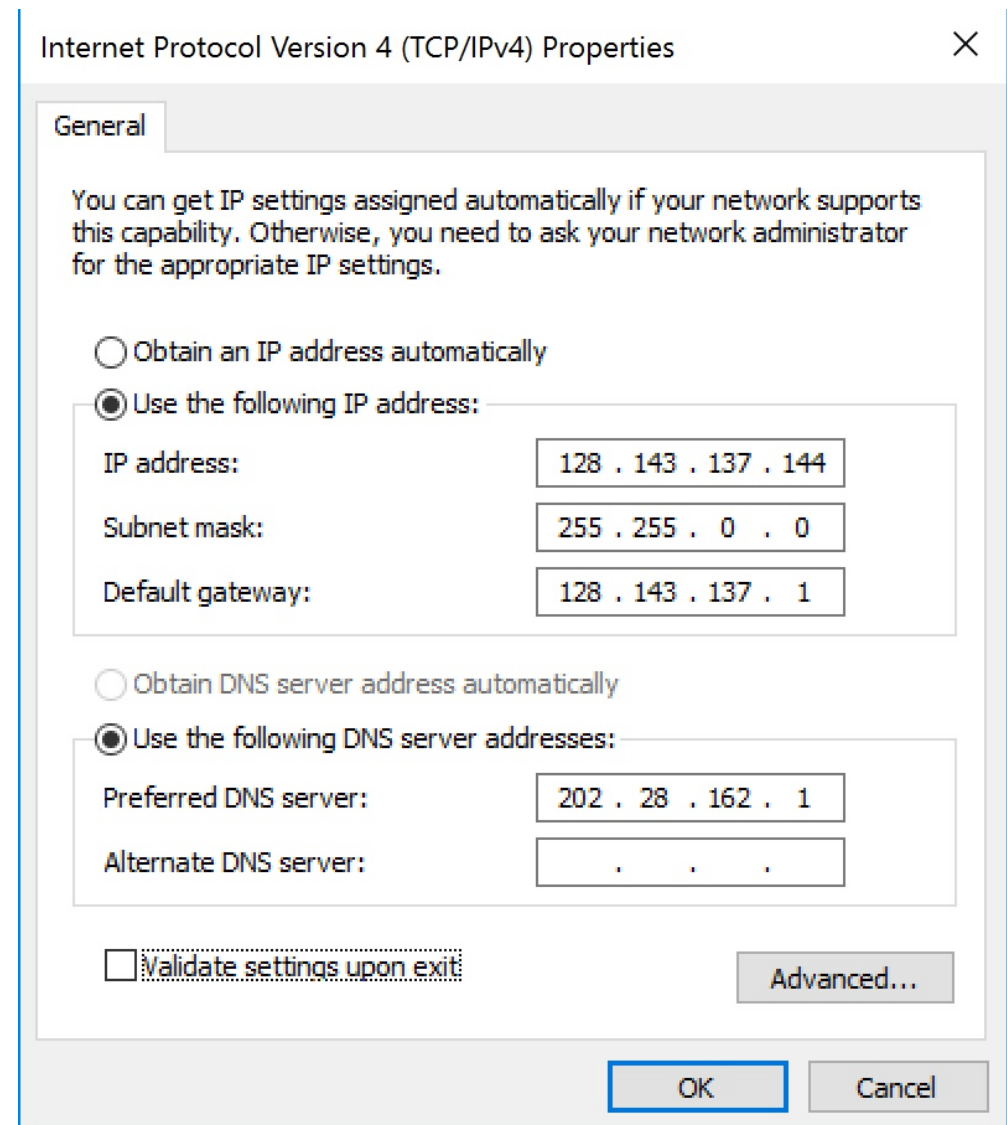 Internet Protocol Version 4 (TCP/IPv4) Properties
General
You can get IP settings assigned automatically if your network supports
this capability. Otherwise, you need to ask your network administrator
for the appropriate IP settings.
Obtain an IP address automatically
Use the following IP address:
IP address: 128 . 143 . 137 . 144
Subnet mask: 255 . 255 . 0 . 0
Default gateway: 128 . 143 . 137 . 1
Obtain DNS server address automatically
Use the following DNS server addresses:
Preferred DNS server: 202 . 28 . 162 . 1
Alternate DNS server: . . .
Validate settings upon exit
Advanced...
OK Cancel